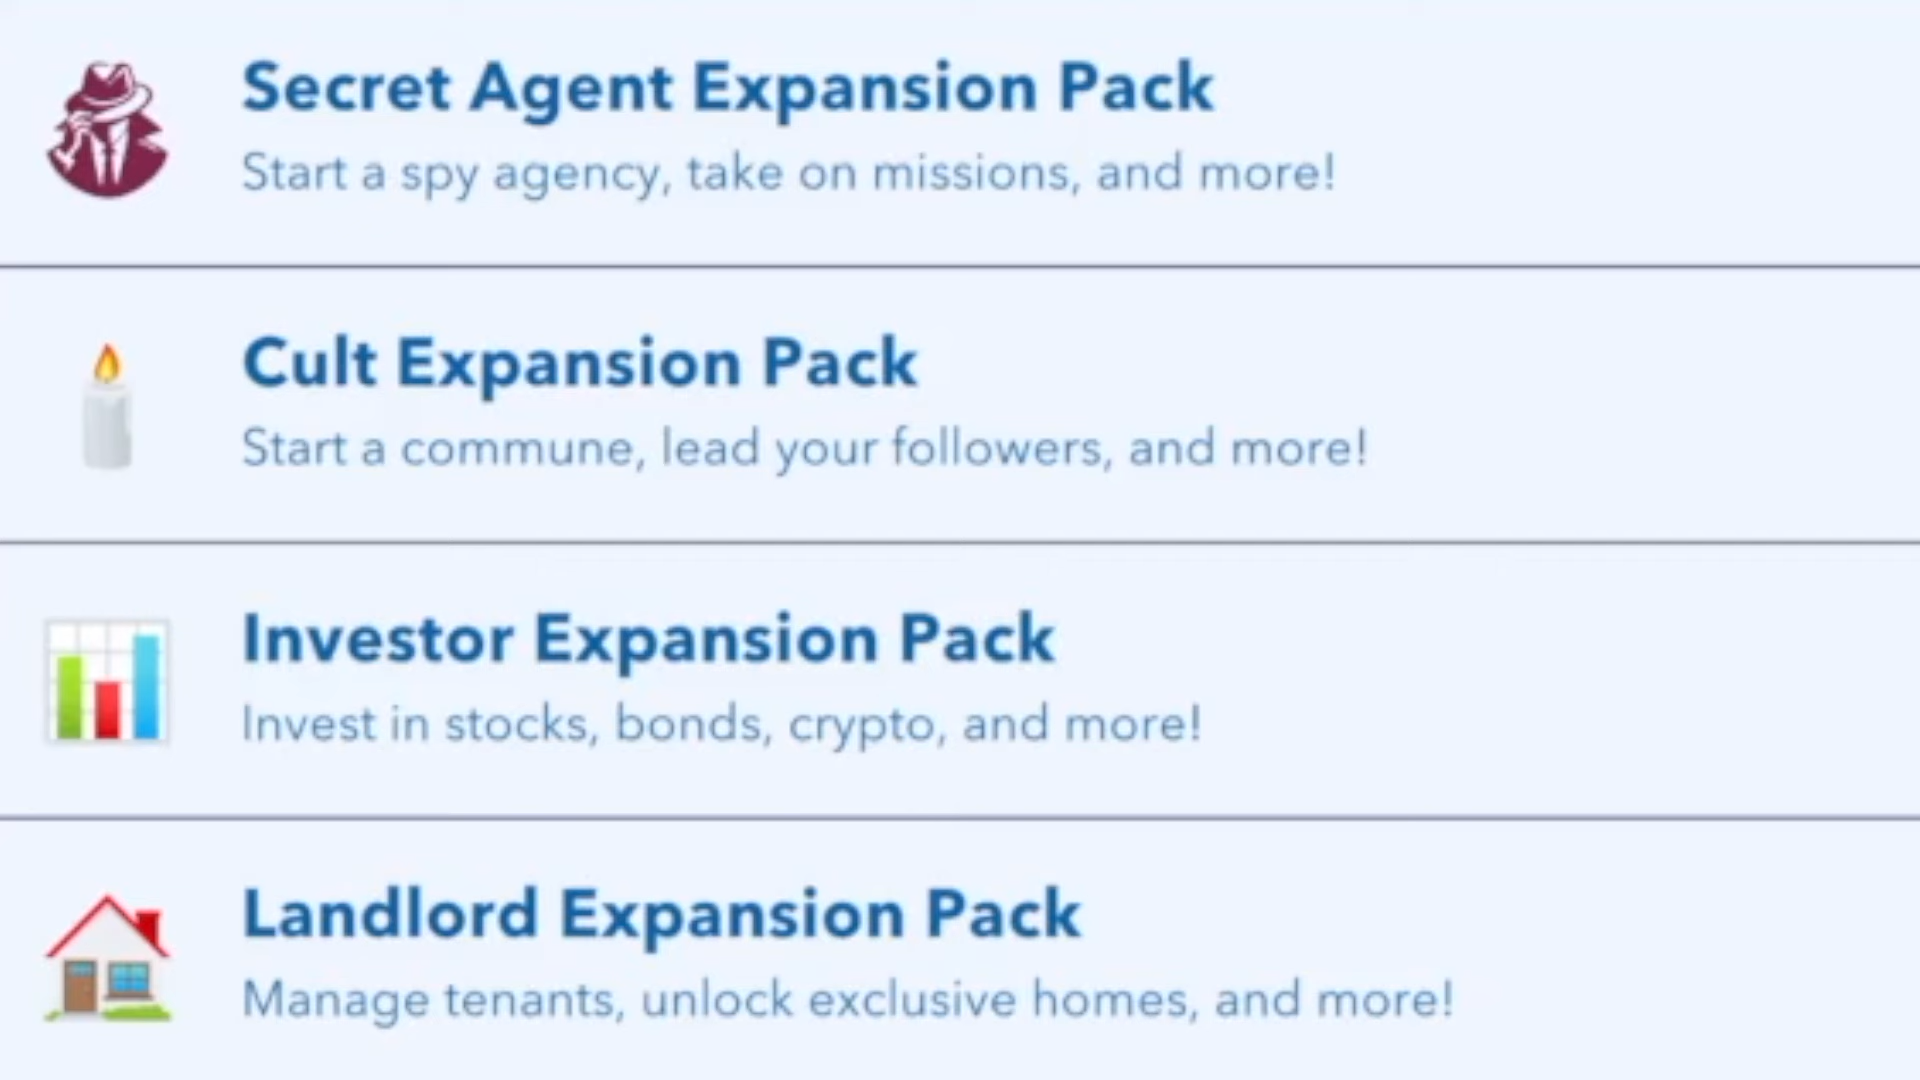 Secret Agent Expansion Pack
Start a spy agency, take on missions, and more!
Cult Expansion Pack
Start a commune, lead your followers, and more!
Investor Expansion Pack
Invest in stocks, bonds, crypto, and more!
Landlord Expansion Pack
Manage tenants, unlock exclusive homes, and more!